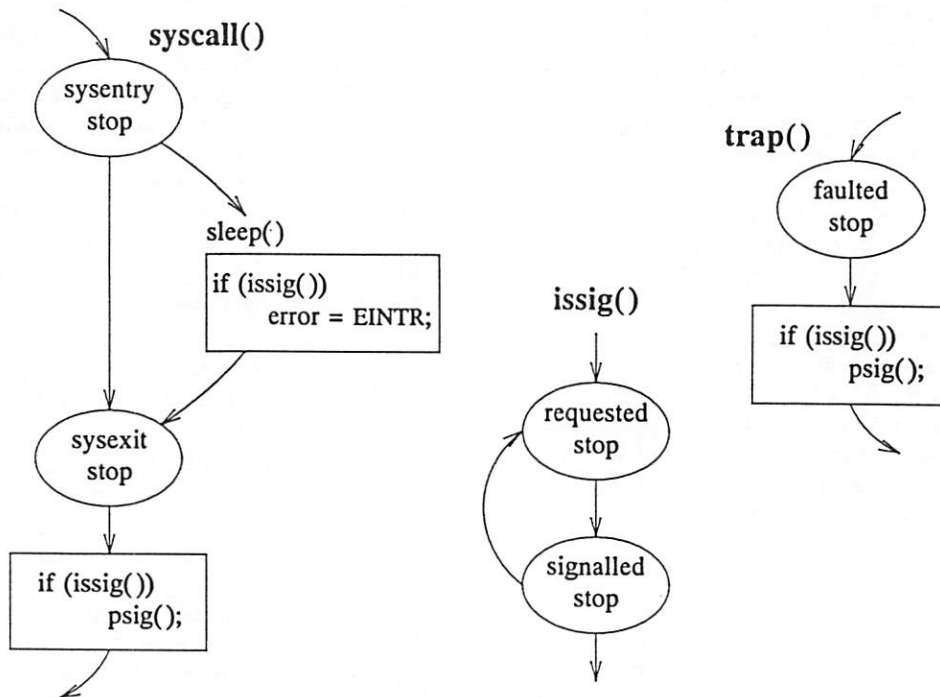 syscall()
sysentry
stop
sleep()
if (issig())
error = EINTR;
sysexit
stop
if (issig())
psig();
issig()
requested
stop
signalled
stop
trap()
faulted
stop
if (issig())
psig();